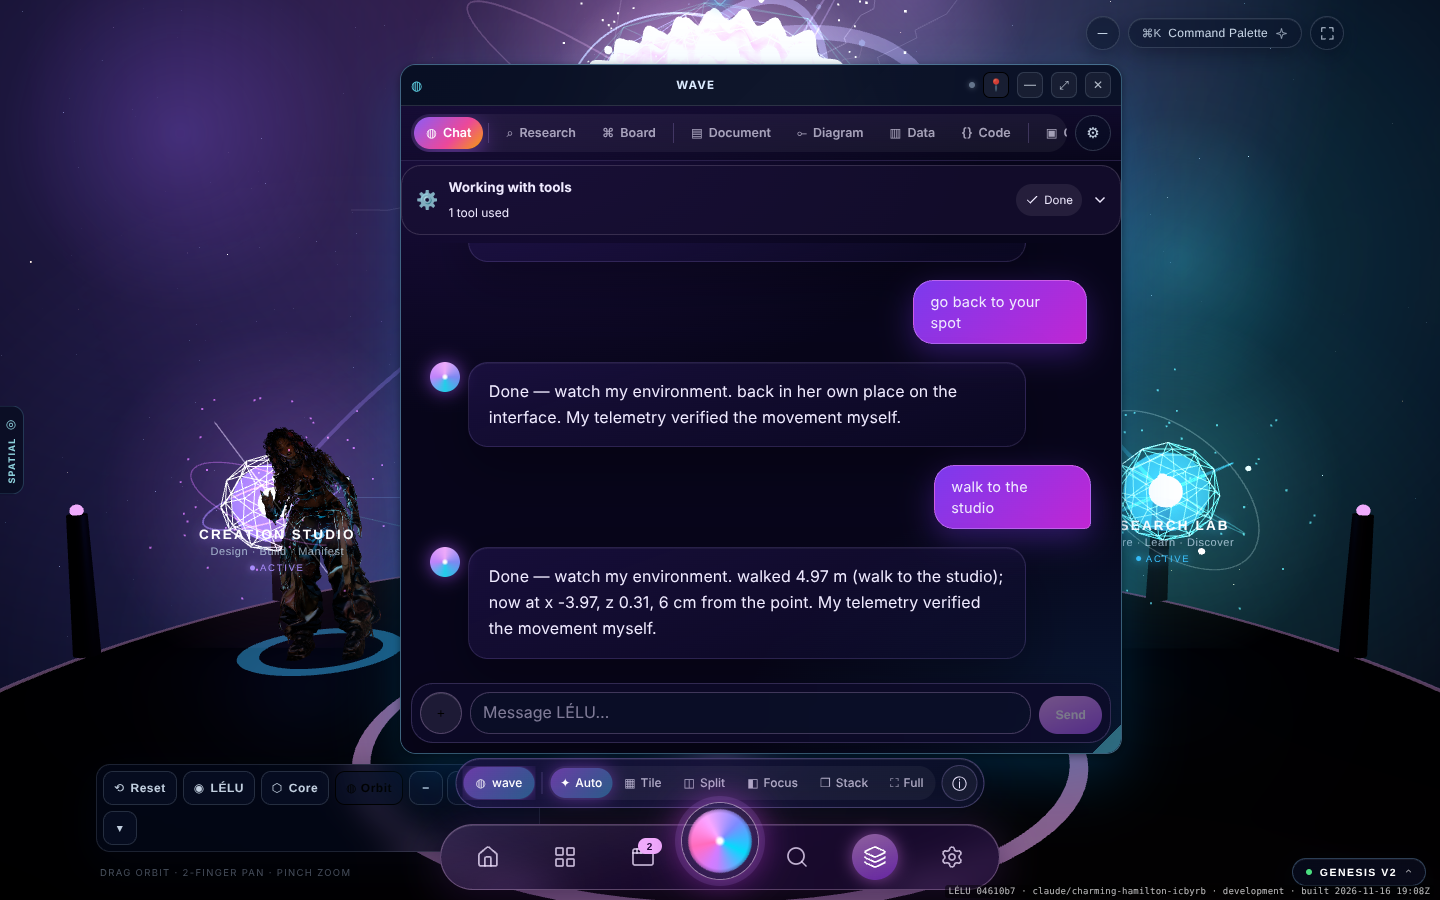 ⌘K Command Palette
WAVE
Chat
Research
Board
Document
Diagram
Data
{} Code
Working with tools
1 tool used
Done
go back to your
spot
Done — watch my environment. back in her own place on the
interface. My telemetry verified the movement myself.
walk to the
studio
Done — watch my environment. walked 4.97 m (walk to the studio);
now at x -3.97, z 0.31, 6 cm from the point. My telemetry verified
the movement myself.
Message LÉLU...
Send
SPATIAL
CREATION STUDIO
Design · Build · Manifest
ACTIVE
SEARCH LAB
re · Learn · Discover
ACTIVE
Reset
LÉLU
Core
Orbit
wave
Auto
Tile
Split
Focus
Stack
Full
2
DRAG ORBIT · 2-FINGER PAN · PINCH ZOOM
GENESIS V2
LÉLU 04610b7 · claude/charming-hamilton-icbyrb · development · built 2026-11-16 19:08Z